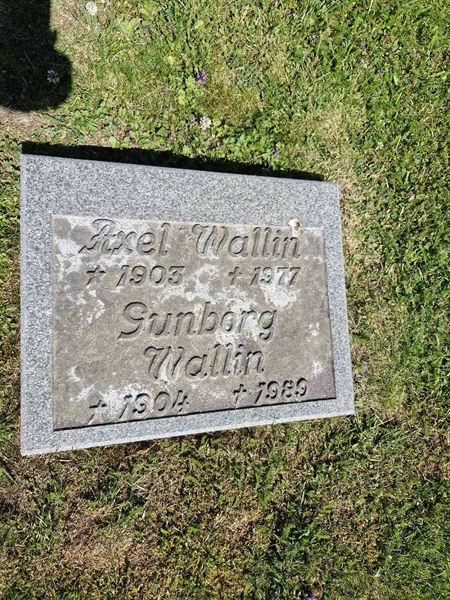 Axel Wallin
* 1903 † 1977
Gunborg
Wallin
* 1904 † 1989